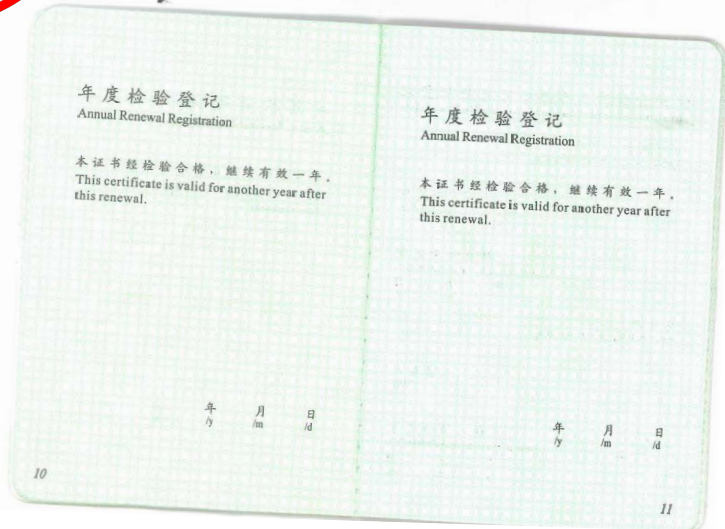 年度检验登记
Annual Renewal Registration
本证书经检验合格，继续有效一年。
This certificate is valid for another year after
this renewal.
年 月 日
/y /m /d
10
年度检验登记
Annual Renewal Registration
本证书经检验合格，继续有效一年。
This certificate is valid for another year after
this renewal.
年 月 日
/y /m /d
11